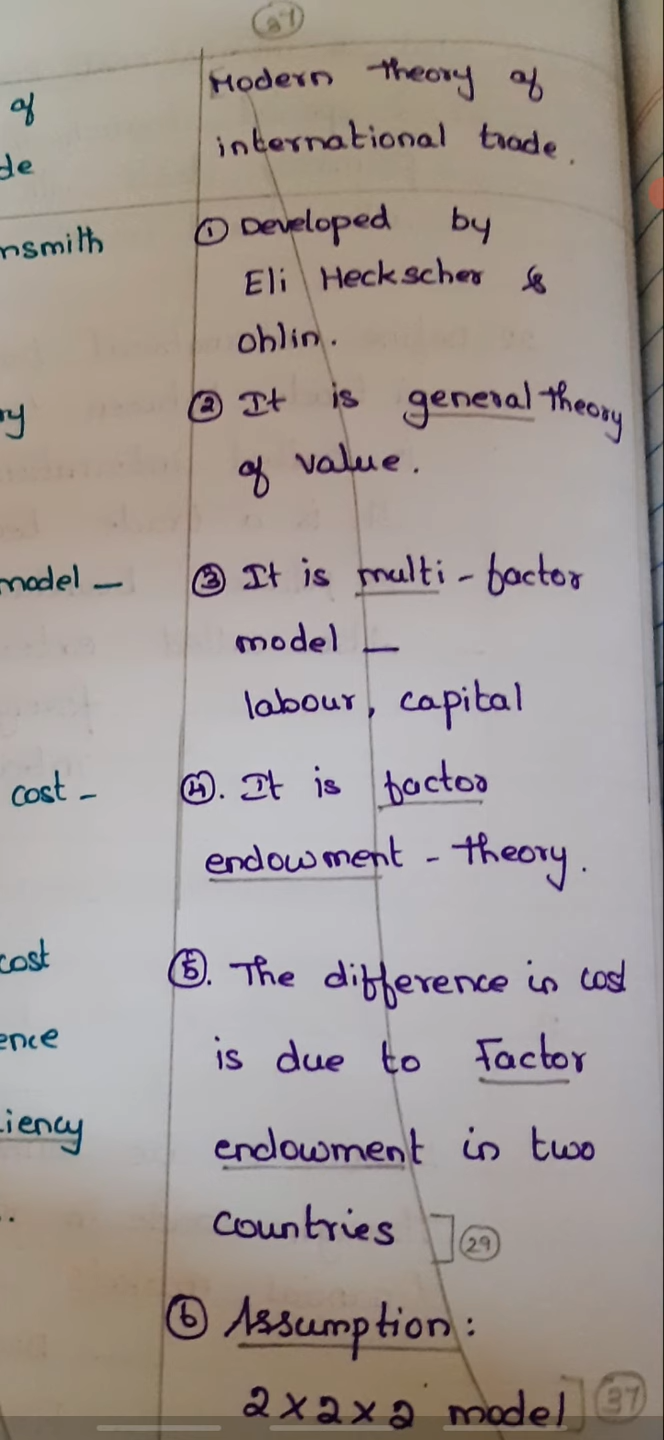 37
of
Modern theory of
de
international trade.
nsmith
① Developed by
Eli Heckscher &
ohlin.
ry
② It is general theory
of value.
model –
③ It is multi-factor
model –
labour, capital
cost –
④. It is factor
endowment - theory.
cost
⑤. The difference in cost
ence
is due to Factor
iency
endowment in two
..
countries ] 29
⑥ Assumption:
2×2×2 model ] 37